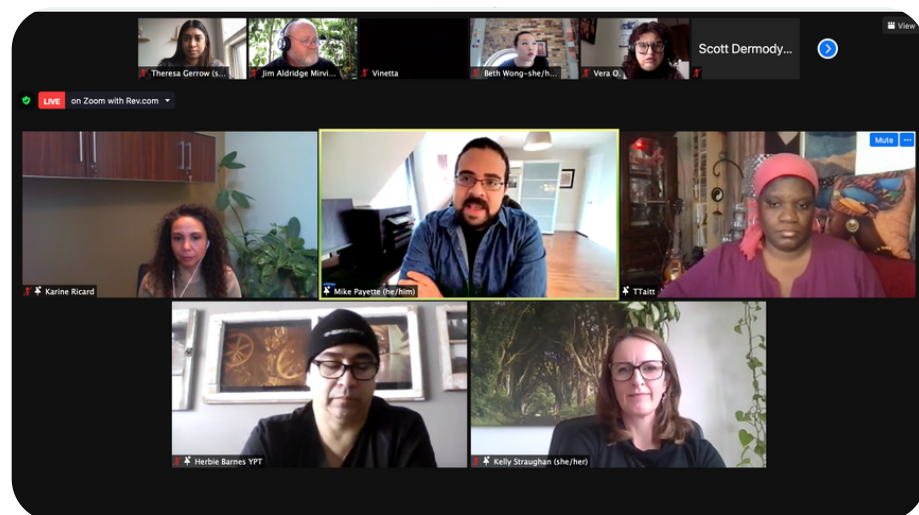 Theresa Gerrow (s...
Jim Aldridge Mirvi...
Vinetta
Beth Wong-she/h...
Vera O.
Scott Dermody...
View
LIVE on Zoom with Rev.com
Mute
Karine Ricard
Mike Payette (he/him)
TTaitt
Herbie Barnes YPT
Kelly Straughan (she/her)